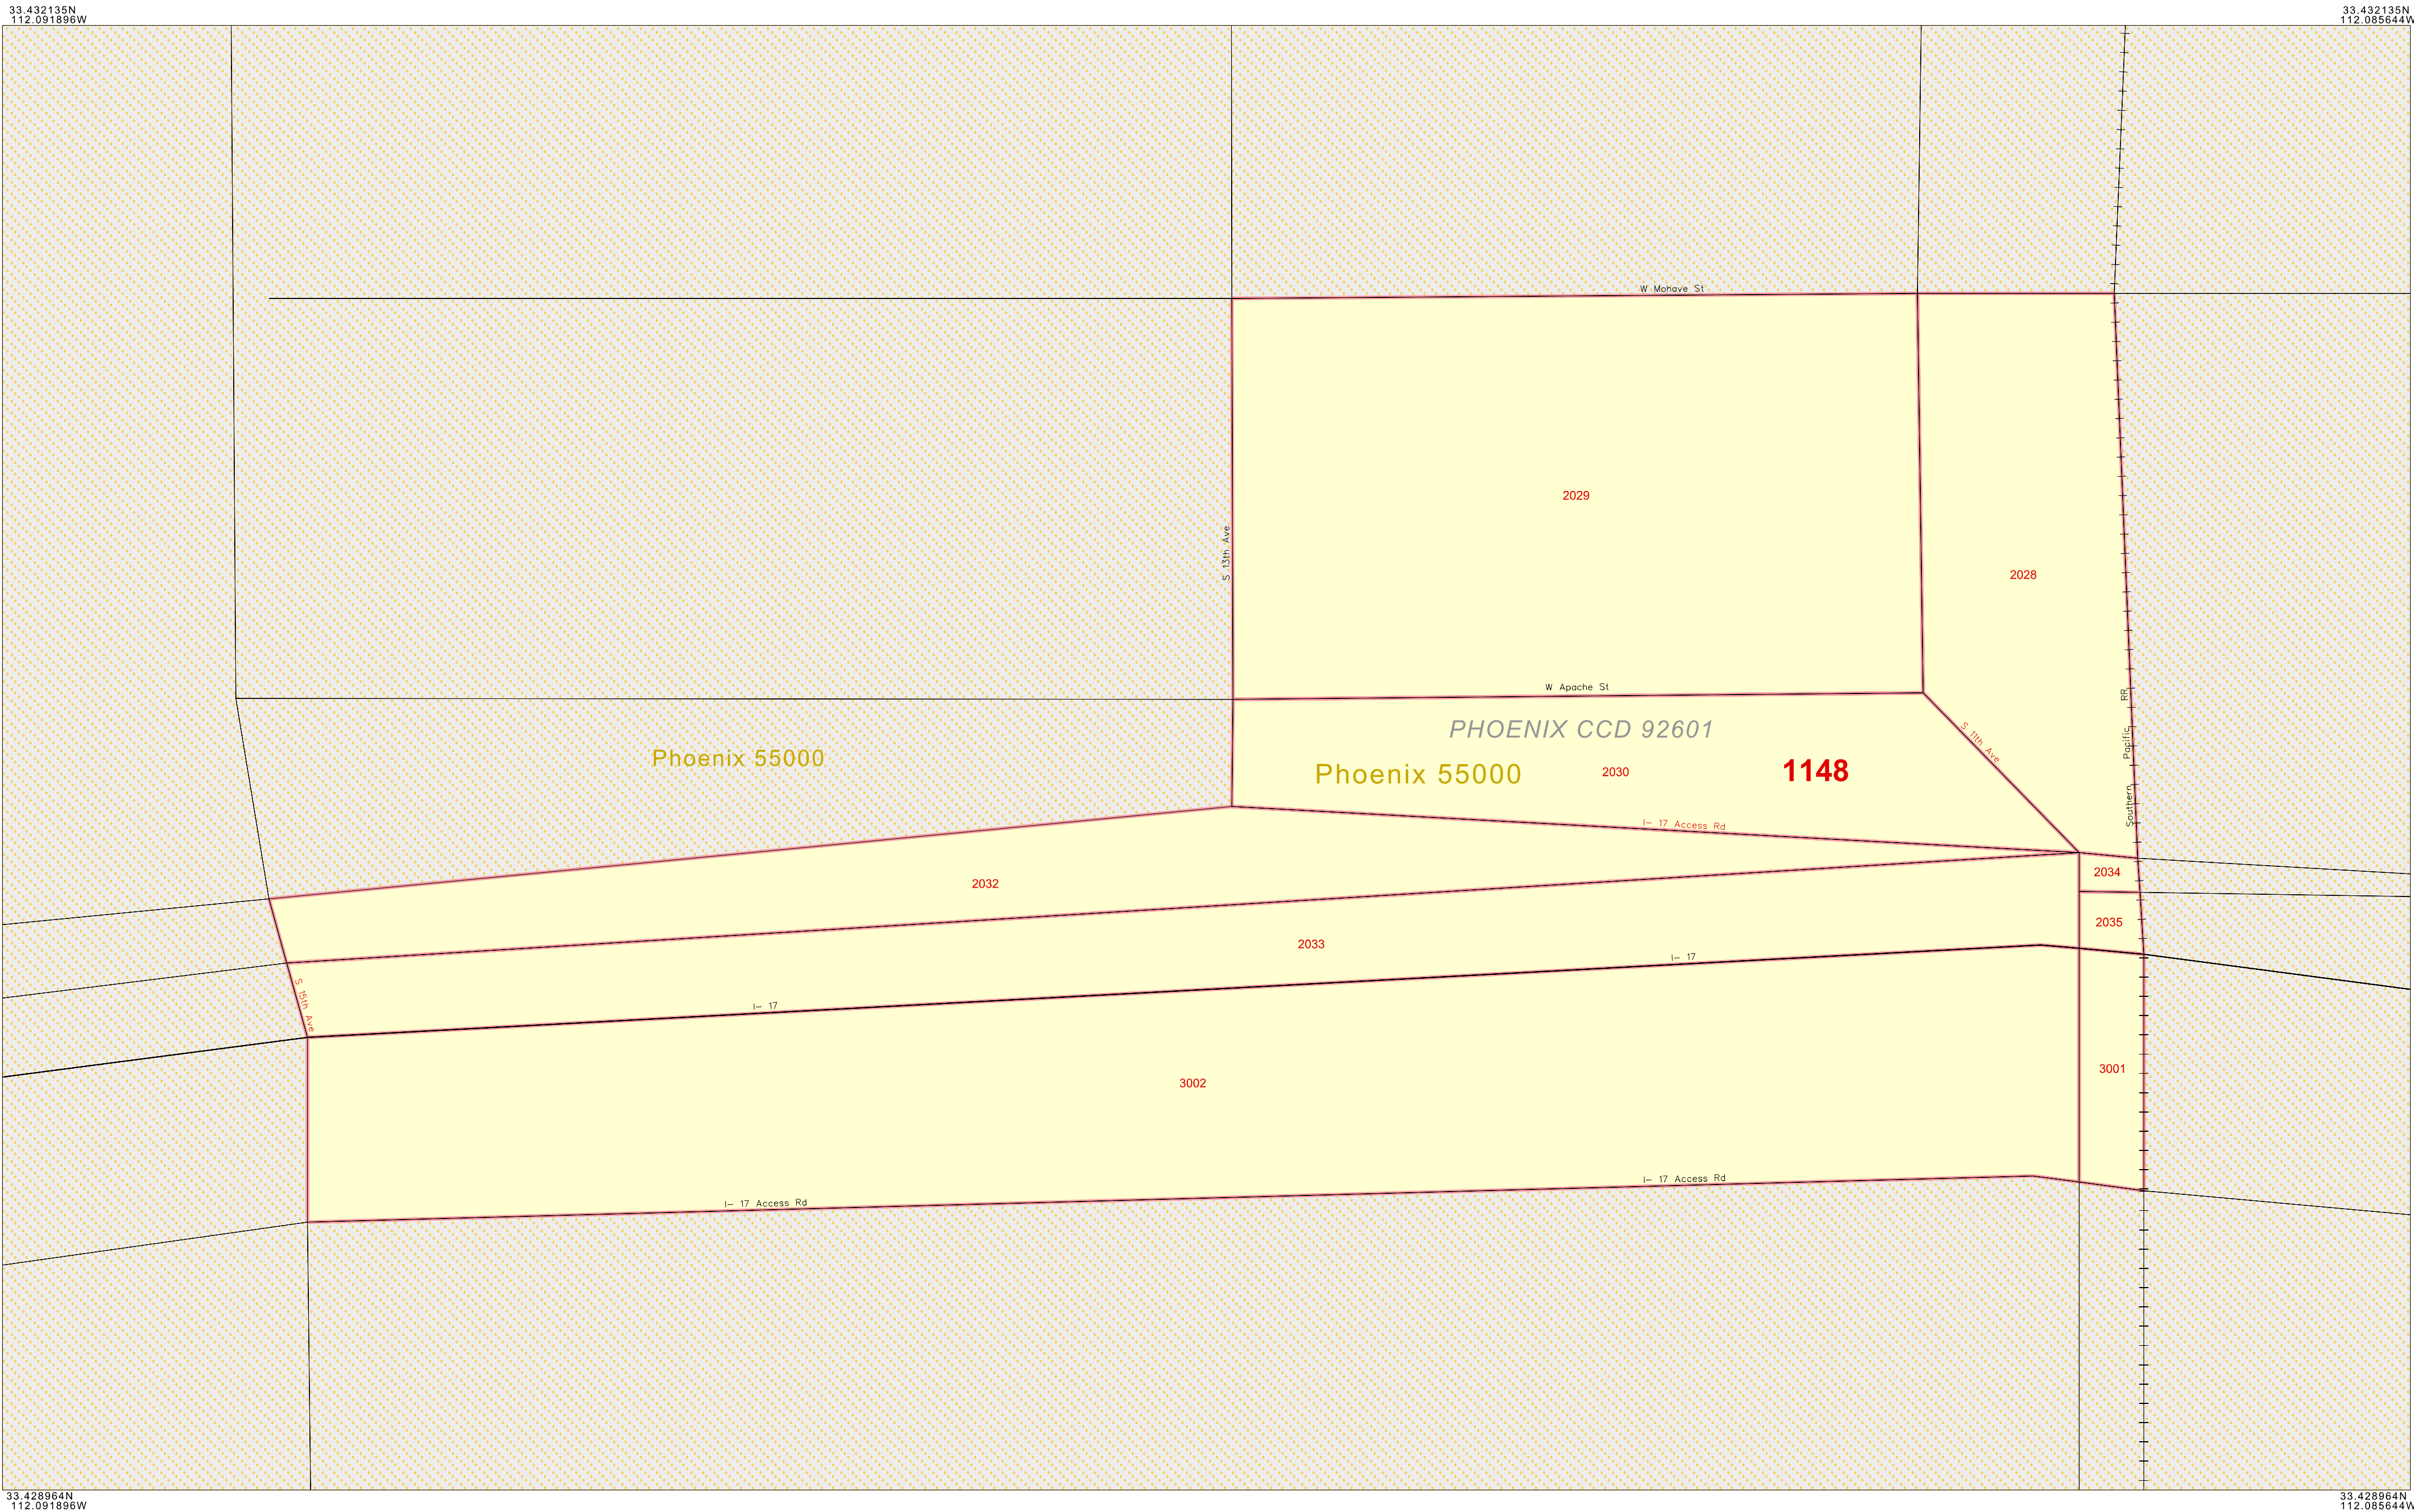 33.432135N
112.091896W
33.432135N
112.085644W
W Mohave St
2029
S 13th Ave
2028
W Apache St
RR
Pacific
Southern
S 11th Ave
PHOENIX CCD 92601
Phoenix 55000
Phoenix 55000
2030
1148
I- 17 Access Rd
2034
2032
2035
2033
I- 17
S 15th Ave
I- 17
3001
3002
I- 17 Access Rd
I- 17 Access Rd
33.428964N
112.091896W
33.428964N
112.085644W